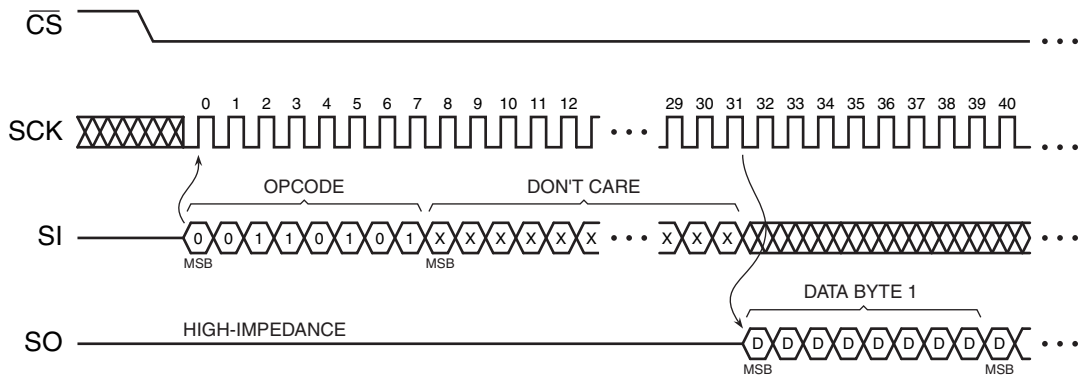 CS
0 1 2 3 4 5 6 7 8 9 10 11 12 29 30 31 32 33 34 35 36 37 38 39 40
SCK
OPCODE DON'T CARE
SI 0 0 1 1 0 1 0 1 X X X X X X X X X
MSB MSB
DATA BYTE 1
HIGH-IMPEDANCE
SO D D D D D D D D D
MSB MSB